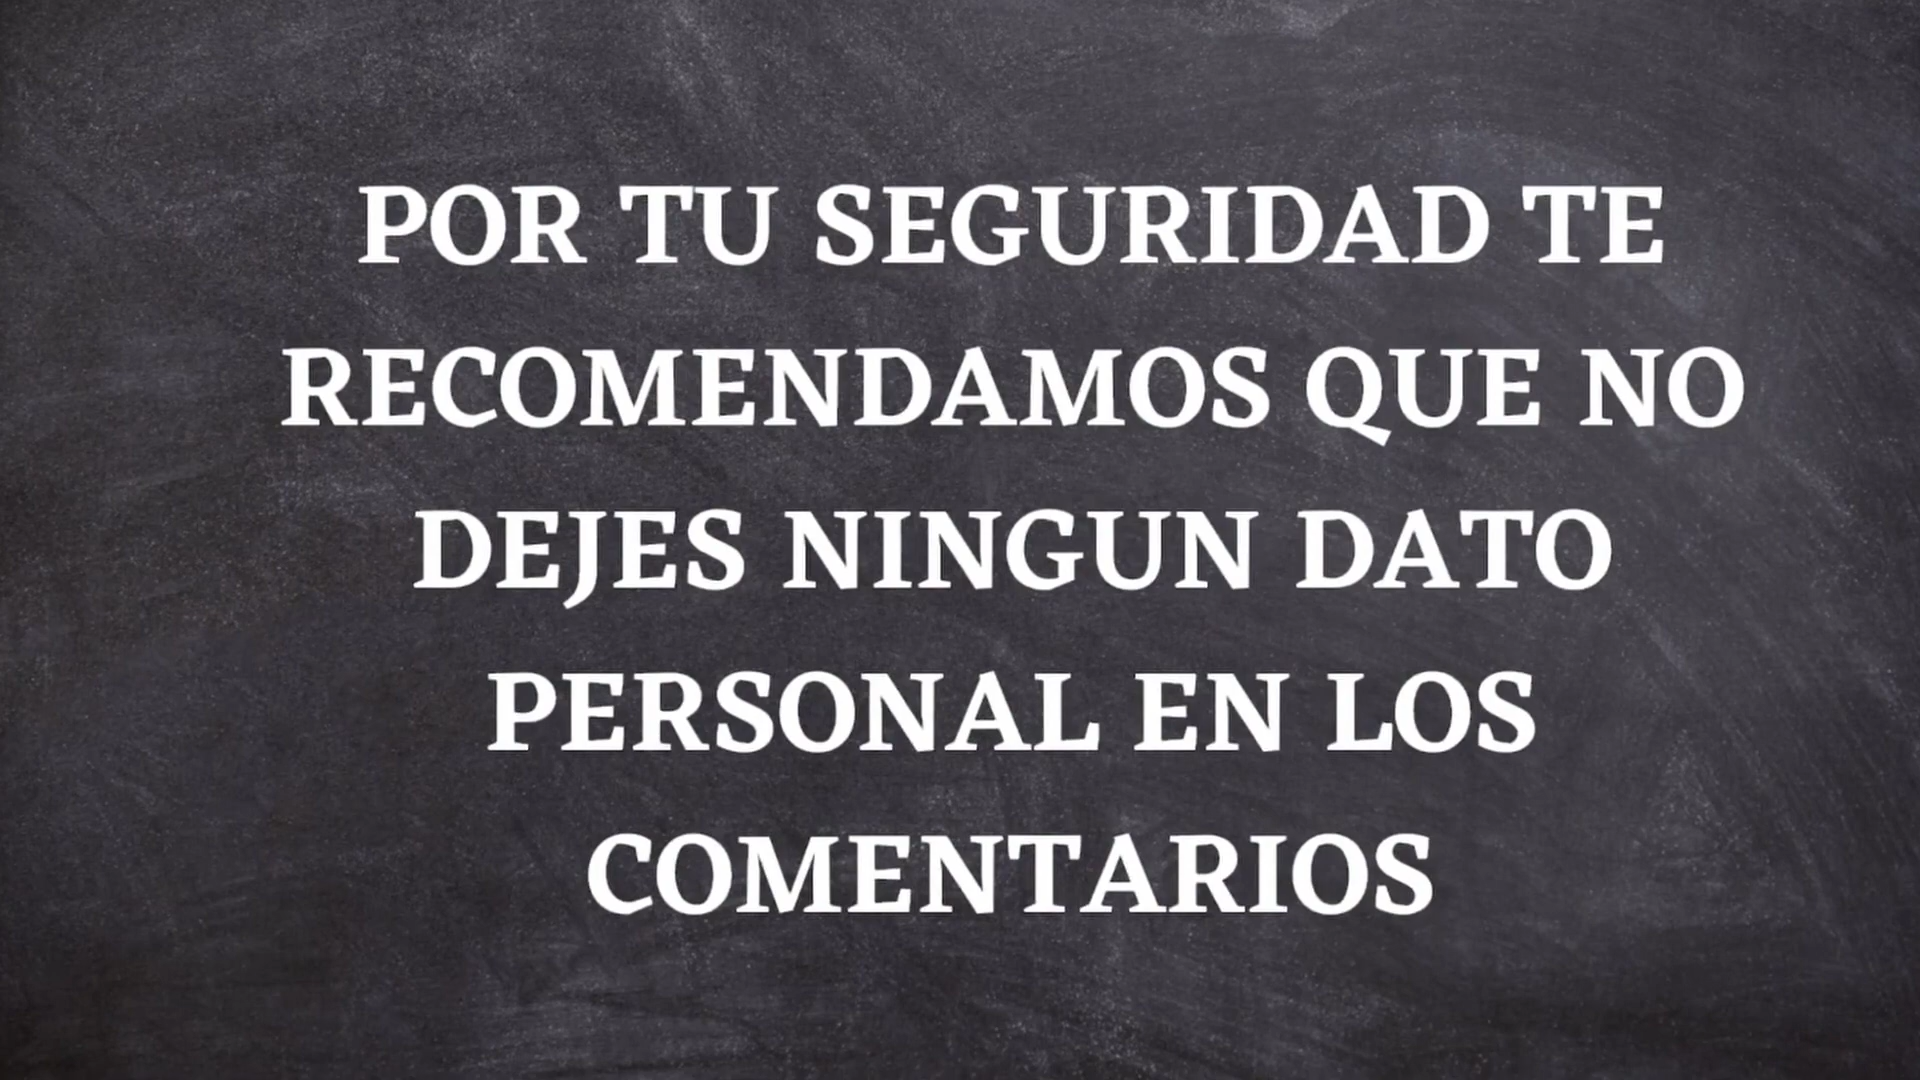 POR TU SEGURIDAD TE
RECOMENDAMOS QUE NO
DEJES NINGUN DATO
PERSONAL EN LOS
COMENTARIOS